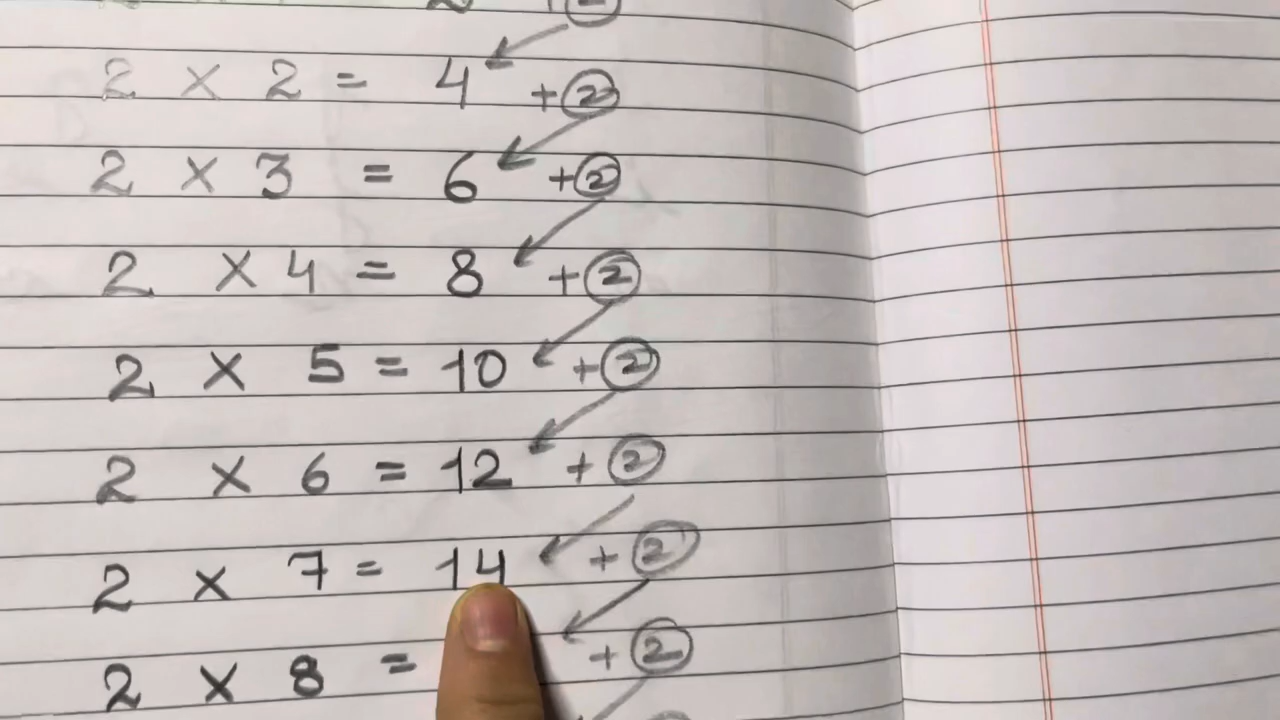 2 × 2 = 4 + 2
2 × 3 = 6 + 2
2 × 4 = 8 + 2
2 × 5 = 10 + 2
2 × 6 = 12 + 2
2 × 7 = 14 + 2
2 × 8 = + 2